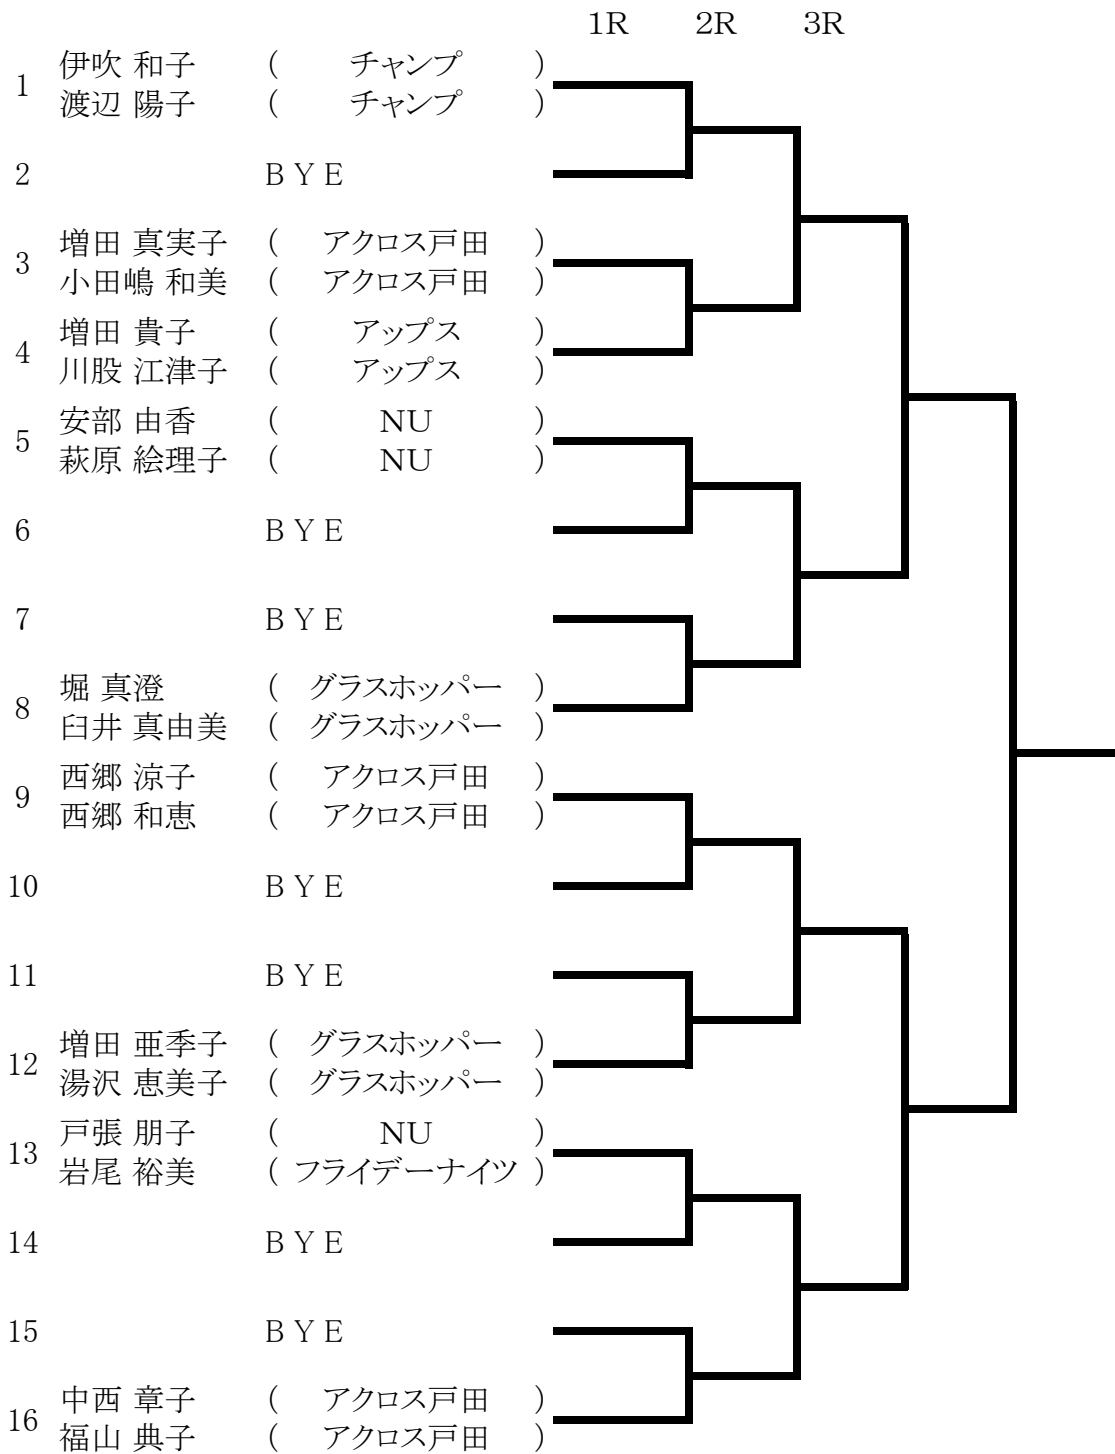 1R 2R 3R
伊吹 和子 ( チャンプ )
1
渡辺 陽子 ( チャンプ )
2 BYE
増田 真実子 ( アクロス戸田 )
3
小田嶋 和美 ( アクロス戸田 )
増田 貴子 ( アップス )
4
川股 江津子 ( アップス )
安部 由香 ( NU )
5
萩原 絵理子 ( NU )
6 BYE
7 BYE
堀 真澄 ( グラスホッパー )
8
臼井 真由美 ( グラスホッパー )
西郷 涼子 ( アクロス戸田 )
9
西郷 和恵 ( アクロス戸田 )
10 BYE
11 BYE
増田 亜季子 ( グラスホッパー )
12
湯沢 恵美子 ( グラスホッパー )
戸張 朋子 ( NU )
13
岩尾 裕美 ( フライデーナイツ )
14 BYE
15 BYE
中西 章子 ( アクロス戸田 )
16
福山 典子 ( アクロス戸田 )